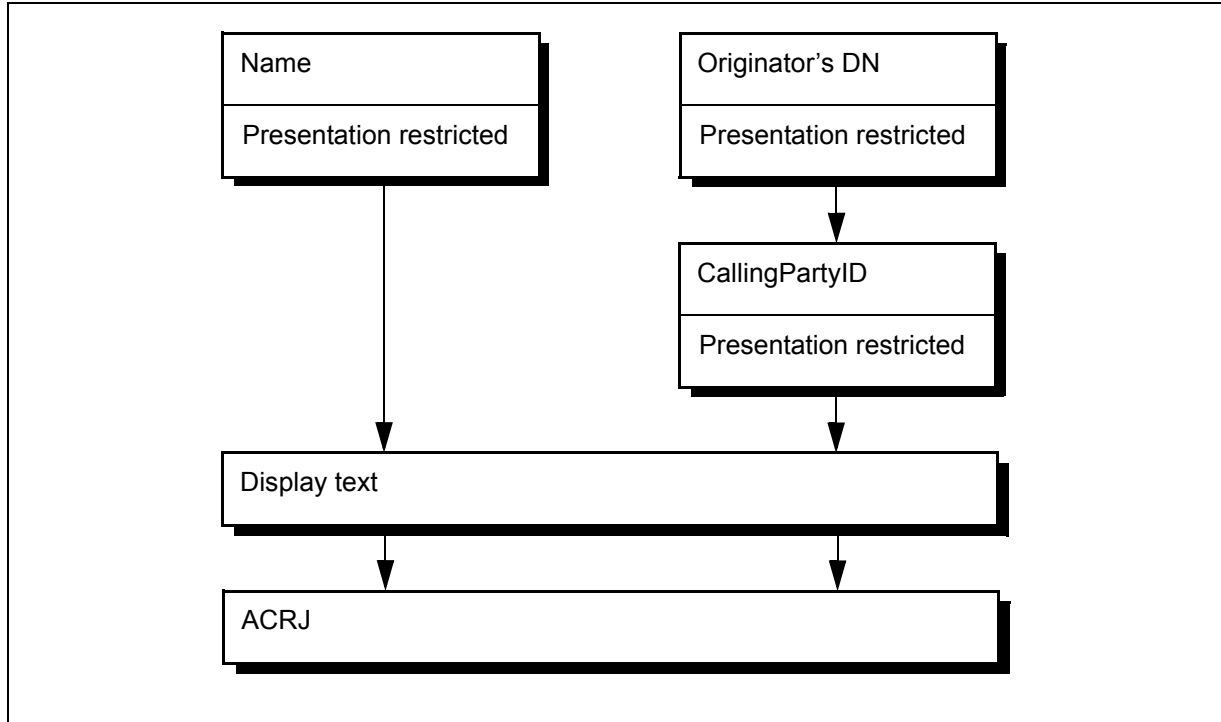 Name
Presentation restricted
Originator’s DN
Presentation restricted
CallingPartyID
Presentation restricted
Display text
ACRJ